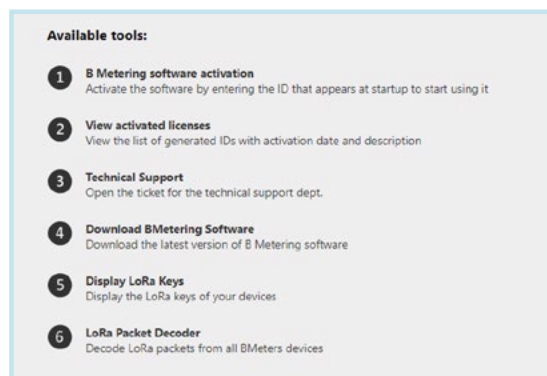 Available tools:
1
B Metering software activation
Activate the software by entering the ID that appears at startup to start using it
2
View activated licenses
View the list of generated IDs with activation date and description
3
Technical Support
Open the ticket for the technical support dept.
4
Download BMetering Software
Download the latest version of B Metering software
5
Display LoRa Keys
Display the LoRa keys of your devices
6
LoRa Packet Decoder
Decode LoRa packets from all BMeters devices